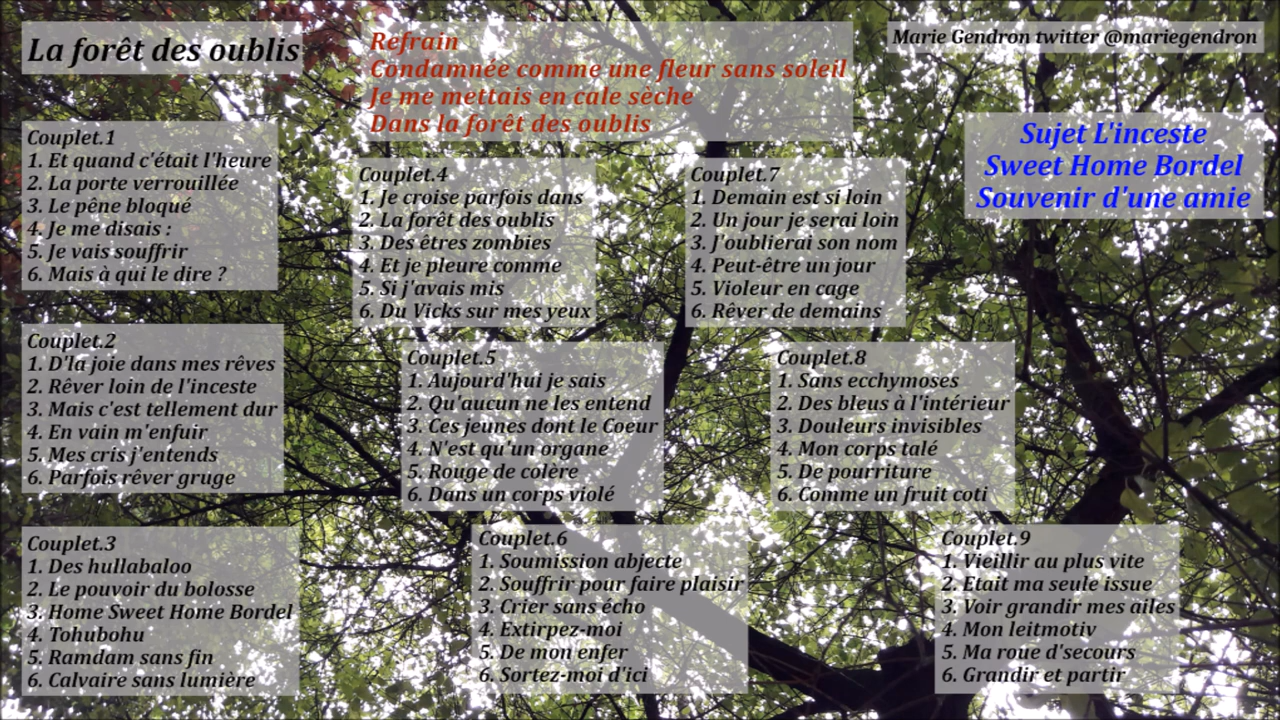 La forêt des oublis
Refrain
Condamnée comme une fleur sans soleil
Je me mettais en cale sèche
Dans la forêt des oublis
Marie Gendron twitter @mariegendron
Sujet L'inceste
Sweet Home Bordel
Souvenir d'une amie
Couplet.1
1. Et quand c'était l'heure
2. La porte verrouillée
3. Le pêne bloqué
4. Je me disais :
5. Je vais souffrir
6. Mais à qui le dire ?
Couplet.2
1. D'la joie dans mes rêves
2. Rêver loin de l'inceste
3. Mais c'est tellement dur
4. En vain m'enfuir
5. Mes cris j'entends
6. Parfois rêver gruge
Couplet.3
1. Des hullabaloo
2. Le pouvoir du bolosse
3. Home Sweet Home Bordel
4. Tohubohu
5. Ramdam sans fin
6. Calvaire sans lumière
Couplet.4
1. Je croise parfois dans
2. La forêt des oublis
3. Des êtres zombies
4. Et je pleure comme
5. Si j'avais mis
6. Du Vicks sur mes yeux
Couplet.5
1. Aujourd'hui je sais
2. Qu'aucun ne les entend
3. Ces jeunes dont le Coeur
4. N'est qu'un organe
5. Rouge de colère
6. Dans un corps violé
Couplet.6
1. Soumission abjecte
2. Souffrir pour faire plaisir
3. Crier sans écho
4. Extirpez-moi
5. De mon enfer
6. Sortez-moi d'ici
Couplet.7
1. Demain est si loin
2. Un jour je serai loin
3. J'oublierai son nom
4. Peut-être un jour
5. Violeur en cage
6. Rêver de demains
Couplet.8
1. Sans ecchymoses
2. Des bleus à l'intérieur
3. Douleurs invisibles
4. Mon corps talé
5. De pourriture
6. Comme un fruit coti
Couplet.9
1. Vieillir au plus vite
2. Etait ma seule issue
3. Voir grandir mes ailes
4. Mon leitmotiv
5. Ma roue d'secours
6. Grandir et partir